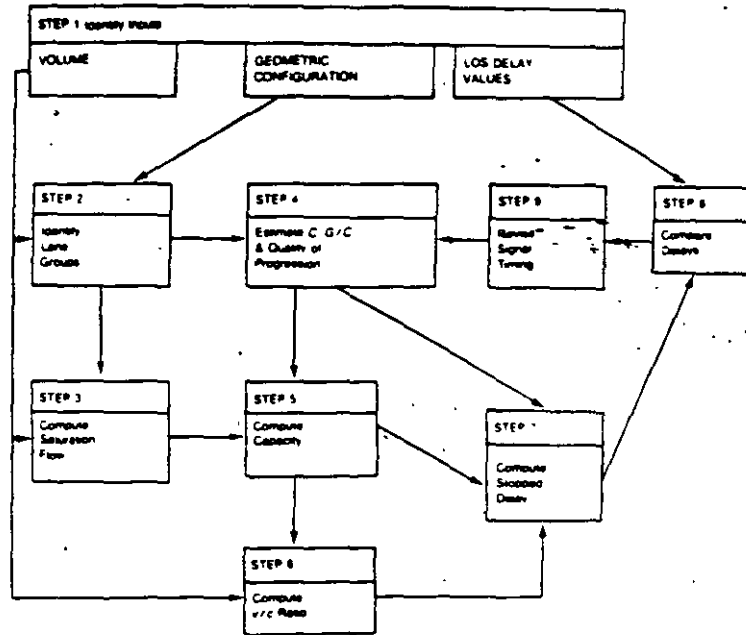 STEP 1 Identify Inputs
VOLUME
GEOMETRIC
CONFIGURATION
LOS DELAY
VALUES
STEP 2
Identify
Lane
Groups
STEP 4
Estimate C G/C
& Quality of
Progression
STEP 9
Revise
Signal
Timing
STEP 8
Compare
Delays
STEP 3
Compute
Saturation
Flow
STEP 5
Compute
Capacity
STEP
Compute
Stopped
Delay
STEP 6
Compute
v/c Ratio